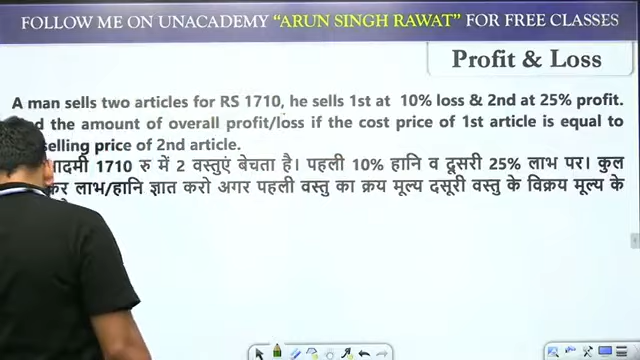 FOLLOW ME ON UNACADEMY “ARUN SINGH RAWAT” FOR FREE CLASSES
Profit & Loss
A man sells two articles for RS 1710, he sells 1st at 10% loss & 2nd at 25% profit.
the amount of overall profit/loss if the cost price of 1st article is equal to
selling price of 2nd article.
1710 रु में 2 वस्तुएं बेचता है। पहली 10% हानि व दूसरी 25% लाभ पर। कुल
लाभ/हानि ज्ञात करो अगर पहली वस्तु का क्रय मूल्य दसूरी वस्तु के विक्रय मूल्य के